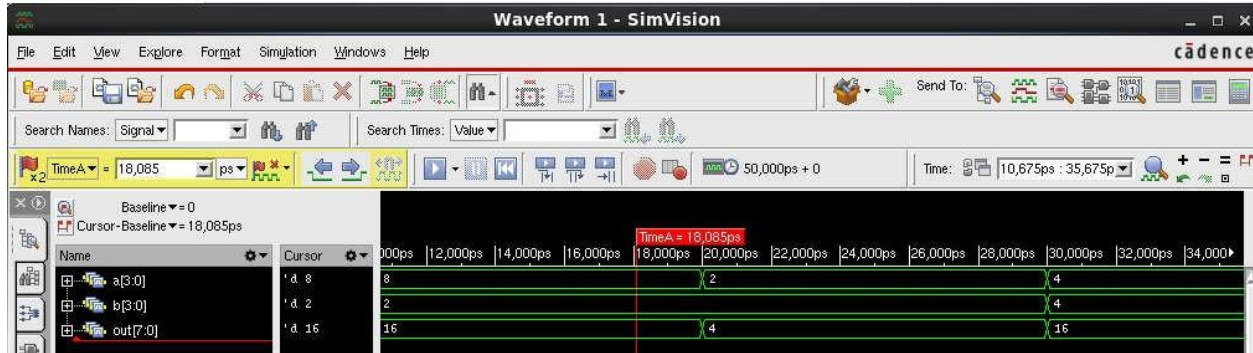 Waveform 1 - SimVision
File Edit View Explore Format Simulation Windows Help
cādence
Send To:
Search Names: Signal
Search Times: Value
x2 TimeA = 18,085 ps
50,000ps + 0
Time: 10,675ps : 35,675p
Baseline = 0
Cursor-Baseline = 18,085ps
TimeA = 18,085ps
Name Cursor 000ps 12,000ps 14,000ps 16,000ps 18,000ps 20,000ps 22,000ps 24,000ps 26,000ps 28,000ps 30,000ps 32,000ps 34,000
a[3:0] 'd 8 8 2 4
b[3:0] 'd 2 2 4
out[7:0] 'd 16 16 4 16